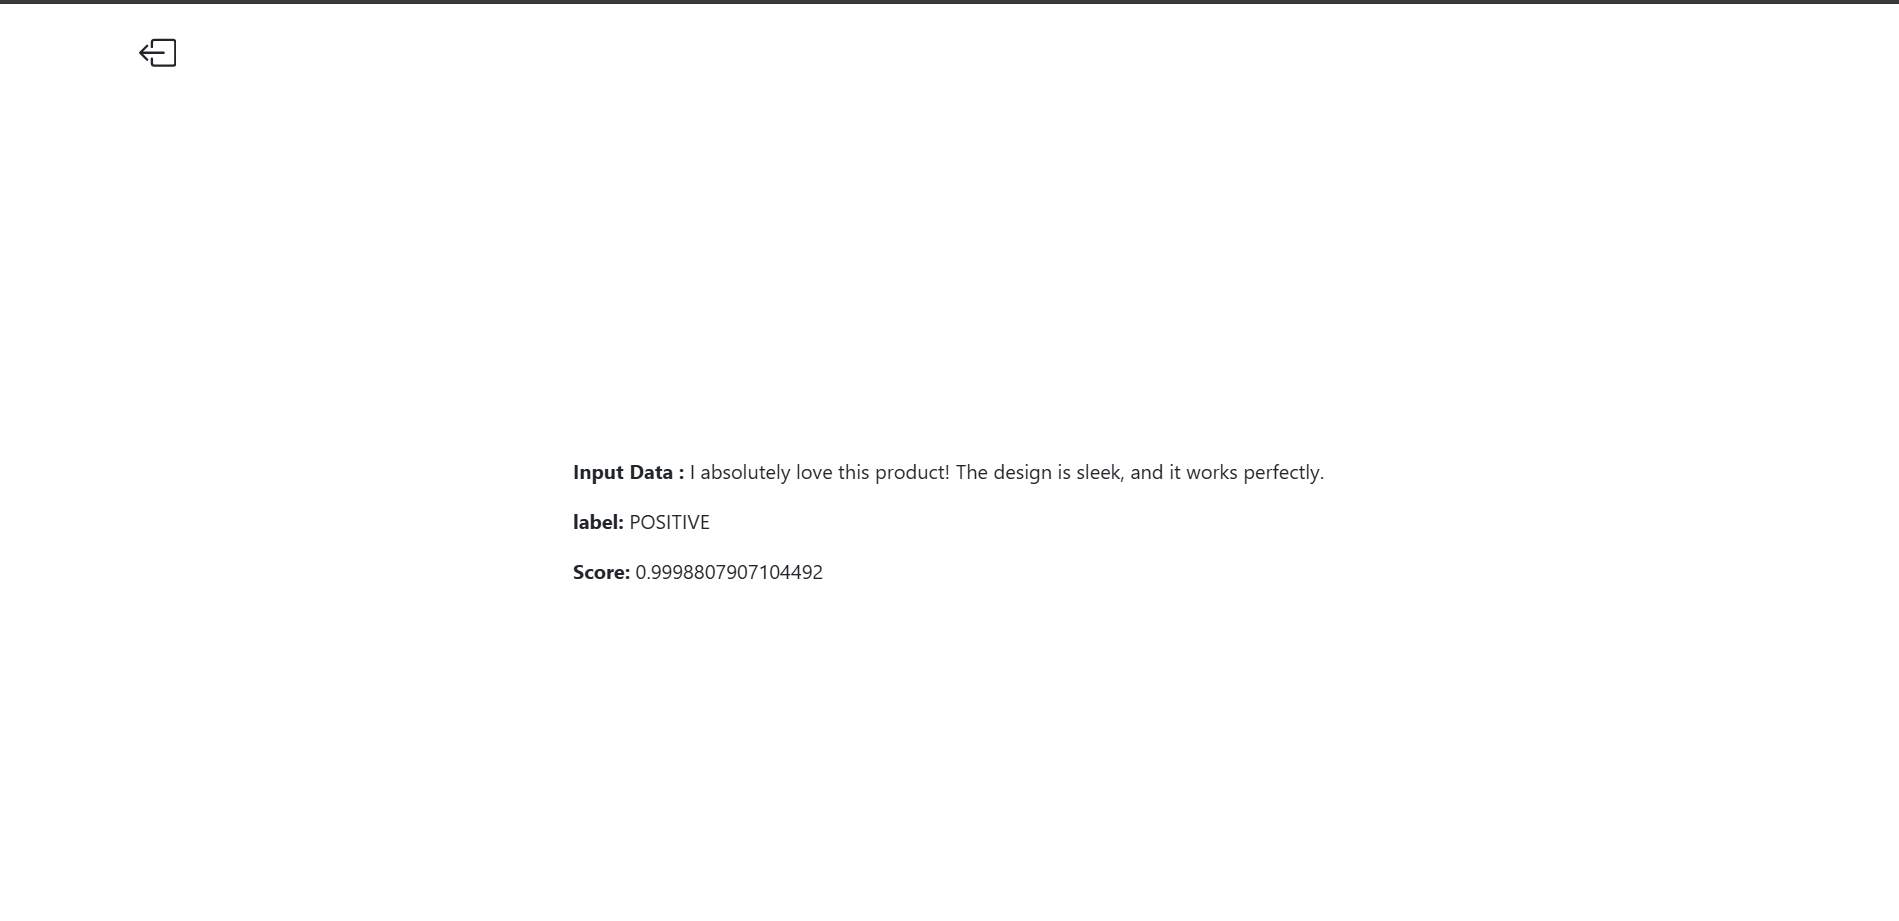 Input Data : I absolutely love this product! The design is sleek, and it works perfectly.
label: POSITIVE
Score: 0.9998807907104492